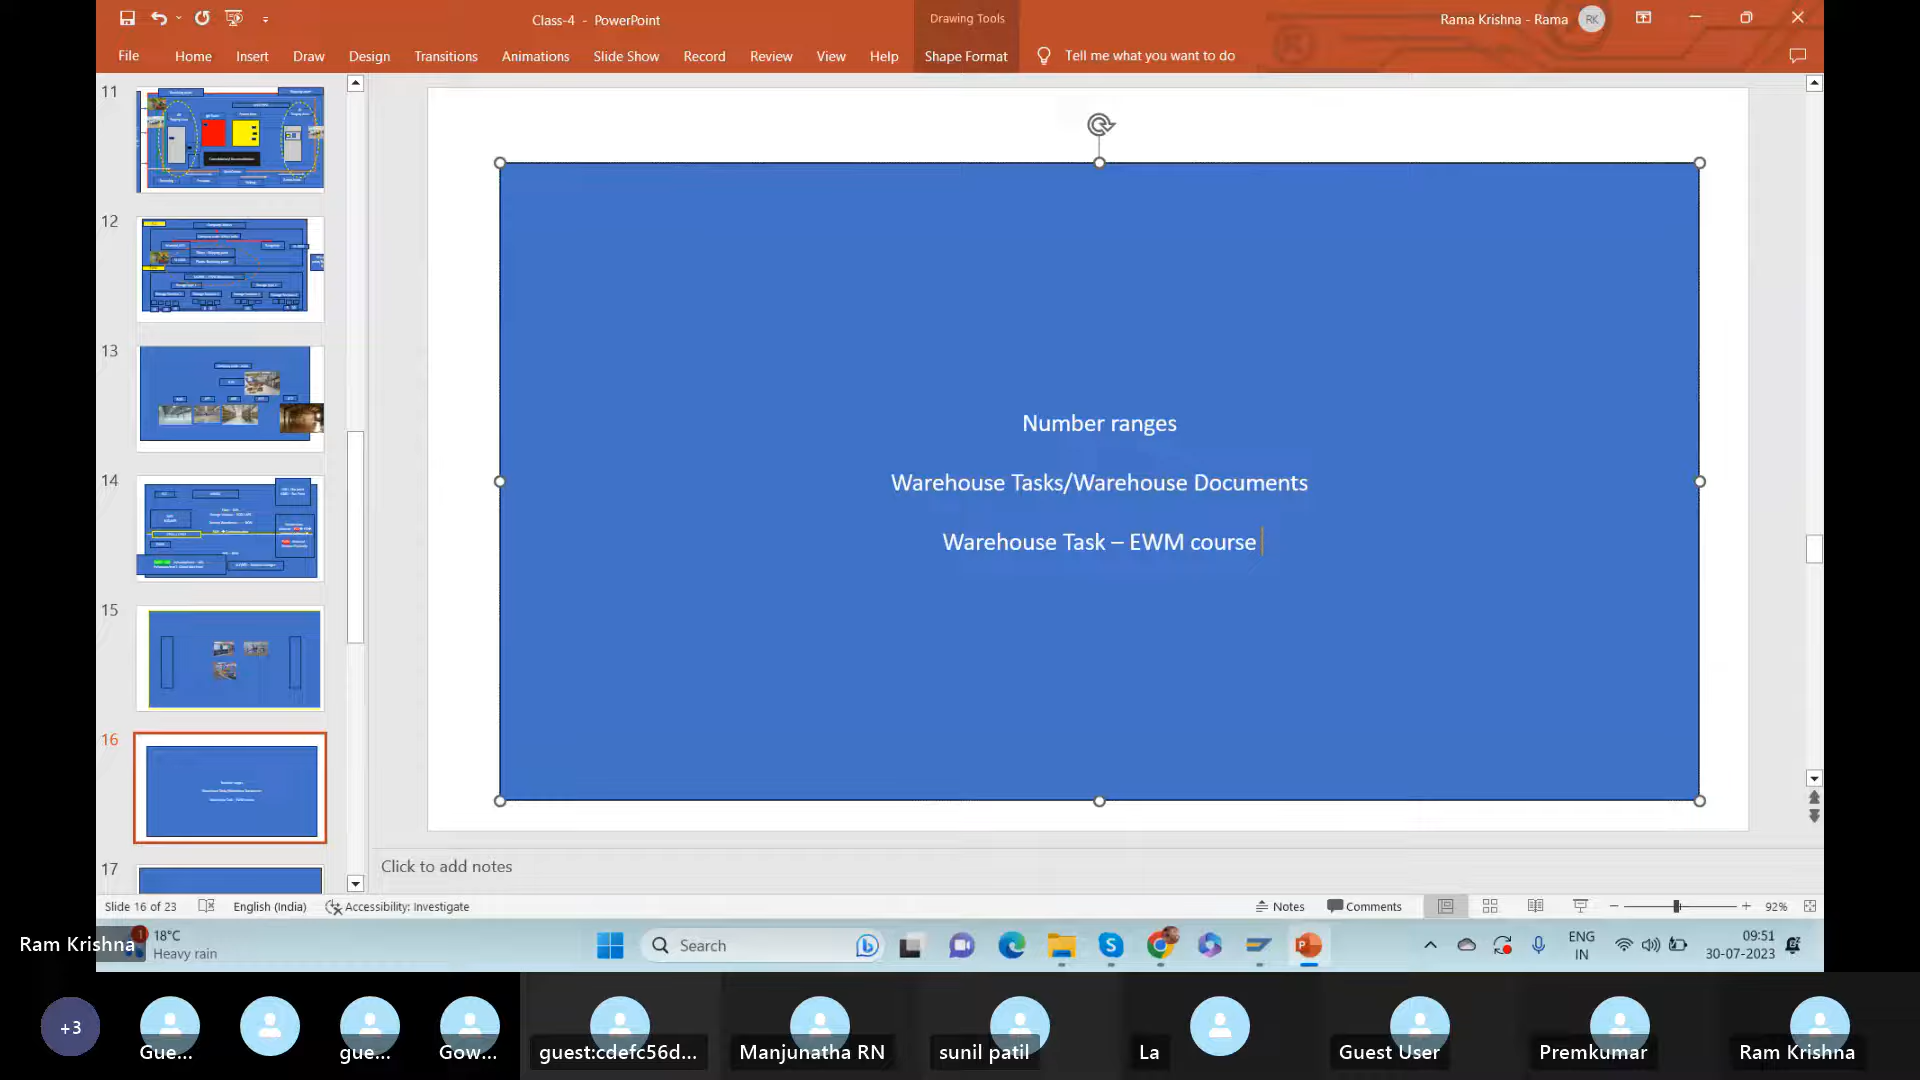 Class-4 - PowerPoint
Drawing Tools
Rama Krishna - Rama
RK
File
Home
Insert
Draw
Design
Transitions
Animations
Slide Show
Record
Review
View
Help
Shape Format
Tell me what you want to do
11
12
13
14
15
16
17
Number ranges
Warehouse Tasks/Warehouse Documents
Warehouse Task – EWM course
Click to add notes
Slide 16 of 23
English (India)
Accessibility: Investigate
Notes
Comments
92%
1
18°C
Heavy rain
Search
ENG
IN
09:51
30-07-2023
Ram Krishna
+3
Gue...
gue...
Gow...
guest:cdefc56d...
Manjunatha RN
sunil patil
La
Guest User
Premkumar
Ram Krishna